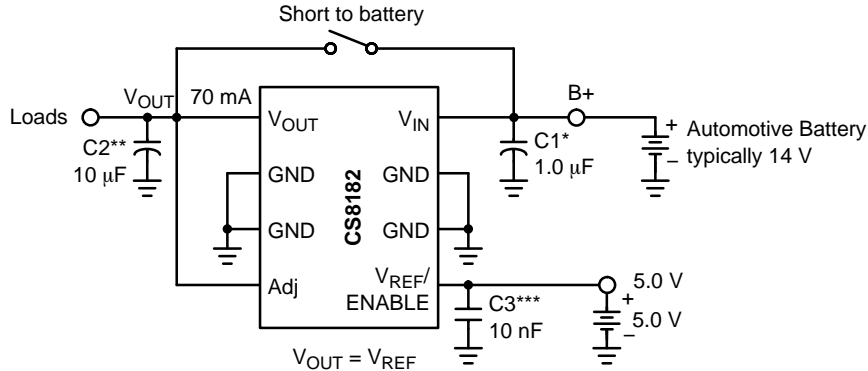 Short to battery
Loads
VOUT
70 mA
C2**
10 μF
VOUT
GND
GND
Adj
CS8182
VIN
GND
GND
VREF/
ENABLE
C1*
1.0 μF
B+
+
−
Automotive Battery
typically 14 V
C3***
10 nF
5.0 V
+
5.0 V
−
VOUT = VREF